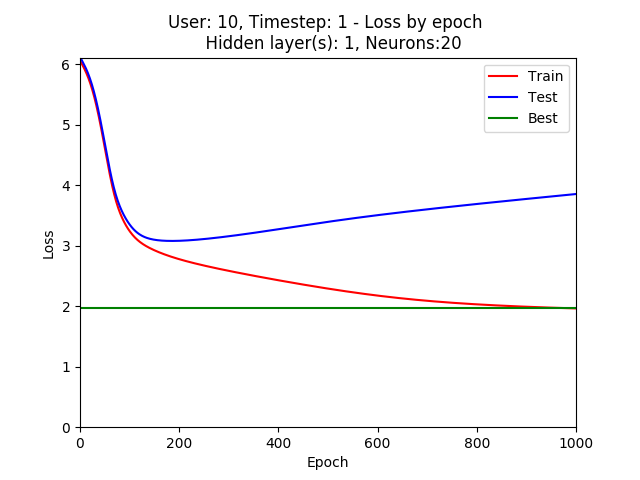 User: 10, Timestep: 1 - Loss by epoch
Hidden layer(s): 1, Neurons:20
Train
Test
Best
6
5
4
3
2
1
0
Loss
0 200 400 600 800 1000
Epoch